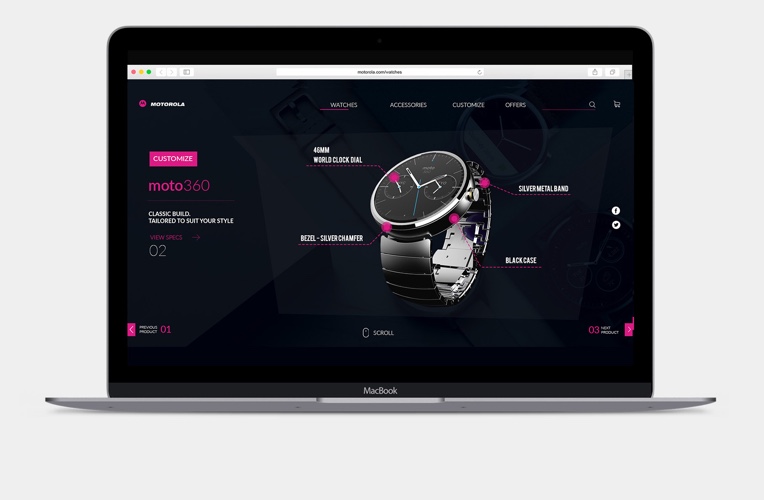 motorola.com/watches
MOTOROLA
WATCHES
ACCESSORIES
CUSTOMIZE
OFFERS
CUSTOMIZE
moto360
CLASSIC BUILD.
TAILORED TO SUIT YOUR STYLE
VIEW SPECS
02
46MM
WORLD CLOCK DIAL
SILVER METAL BAND
BEZEL - SILVER CHAMFER
BLACK CASE
PREVIOUS
PRODUCT
01
SCROLL
03
NEXT
PRODUCT
MacBook